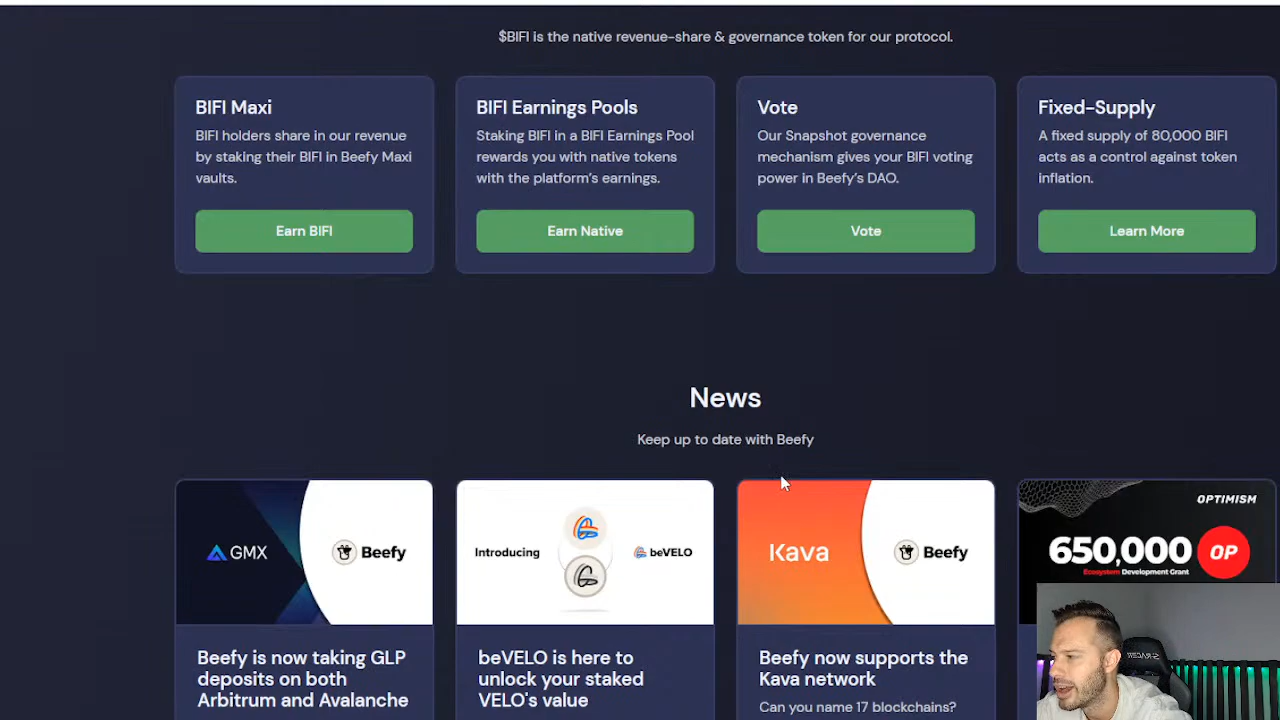 $BIFI is the native revenue-share & governance token for our protocol.
BIFI Maxi
BIFI holders share in our revenue
by staking their BIFI in Beefy Maxi
vaults.
Earn BIFI
BIFI Earnings Pools
Staking BIFI in a BIFI Earnings Pool
rewards you with native tokens
with the platform's earnings.
Earn Native
Vote
Our Snapshot governance
mechanism gives your BIFI voting
power in Beefy's DAO.
Vote
Fixed-Supply
A fixed supply of 80,000 BIFI
acts as a control against token
inflation.
Learn More
News
Keep up to date with Beefy
GMX
Beefy
Beefy is now taking GLP
deposits on both
Arbitrum and Avalanche
Introducing
beVELO
beVELO is here to
unlock your staked
VELO's value
Kava
Beefy
Beefy now supports the
Kava network
Can you name 17 blockchains?
OPTIMISM
650,000
OP
Ecosystem Development Grant